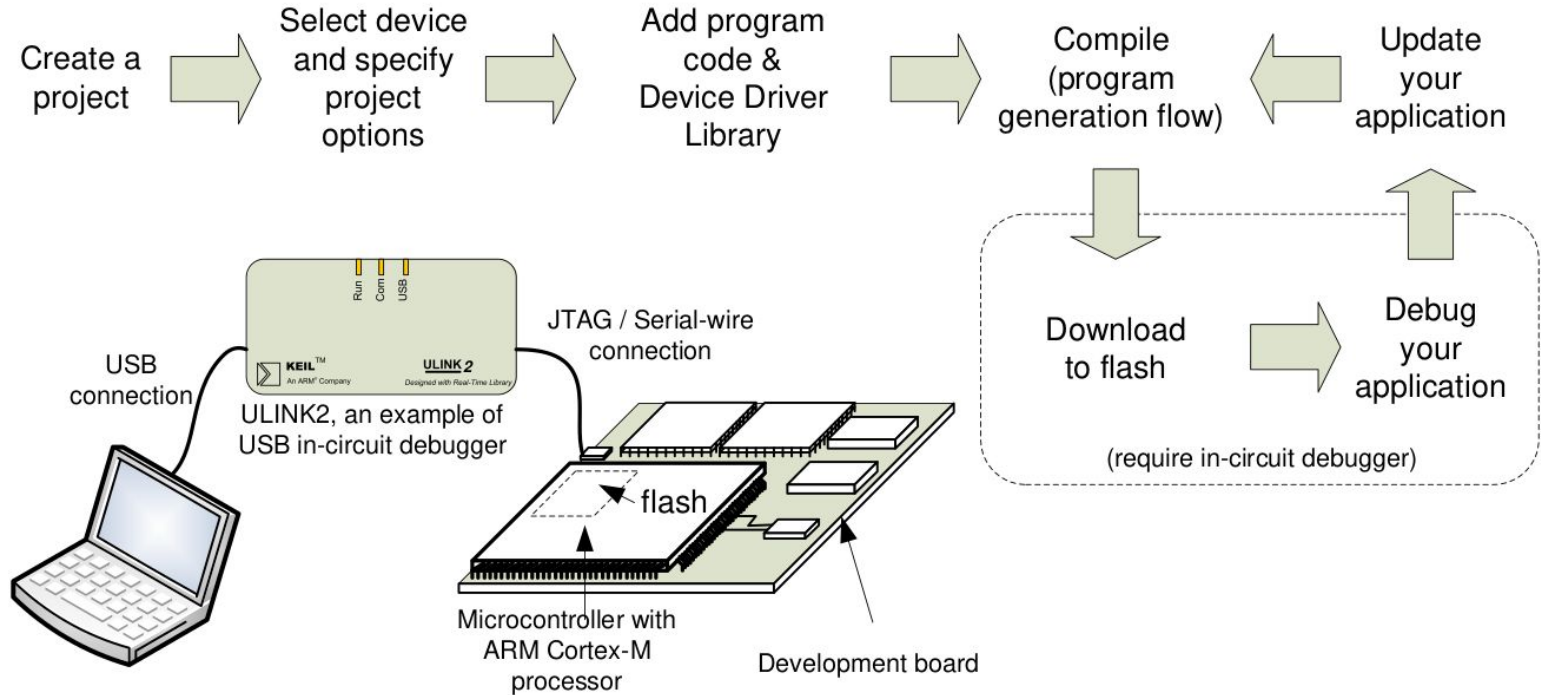 Create a
project
Select device
and specify
project
options
Add program
code &
Device Driver
Library
Compile
(program
generation flow)
Update
your
application
Download
to flash
Debug
your
application
(require in-circuit debugger)
Run
Com
USB
KEIL™
An ARM® Company
ULINK2
Designed with Real-Time Library
USB
connection
JTAG / Serial-wire
connection
ULINK2, an example of
USB in-circuit debugger
flash
Microcontroller with
ARM Cortex-M
processor
Development board